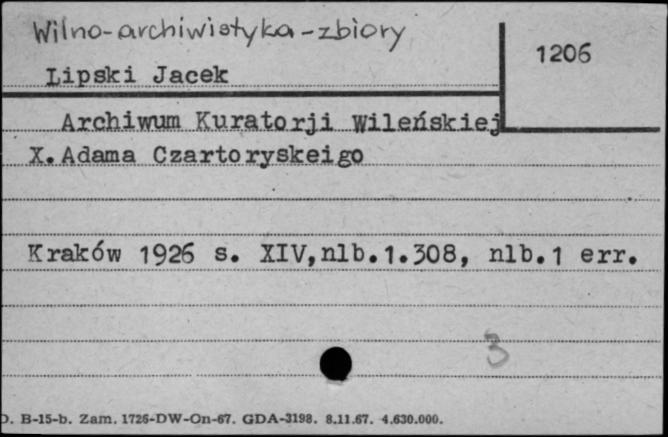 Wilno-archiwistyka-zbiory
1206
Lipski Jacek
Archiwum Kuratorji Wileńskiej
X. Adama Czartoryskeigo
Kraków 1926 s. XIV,nlb.1.308, nlb.1 err.
3
D. B-15-b. Zam. 1726-DW-On-67. GDA-3198. 8.11.67. 4.630.000.